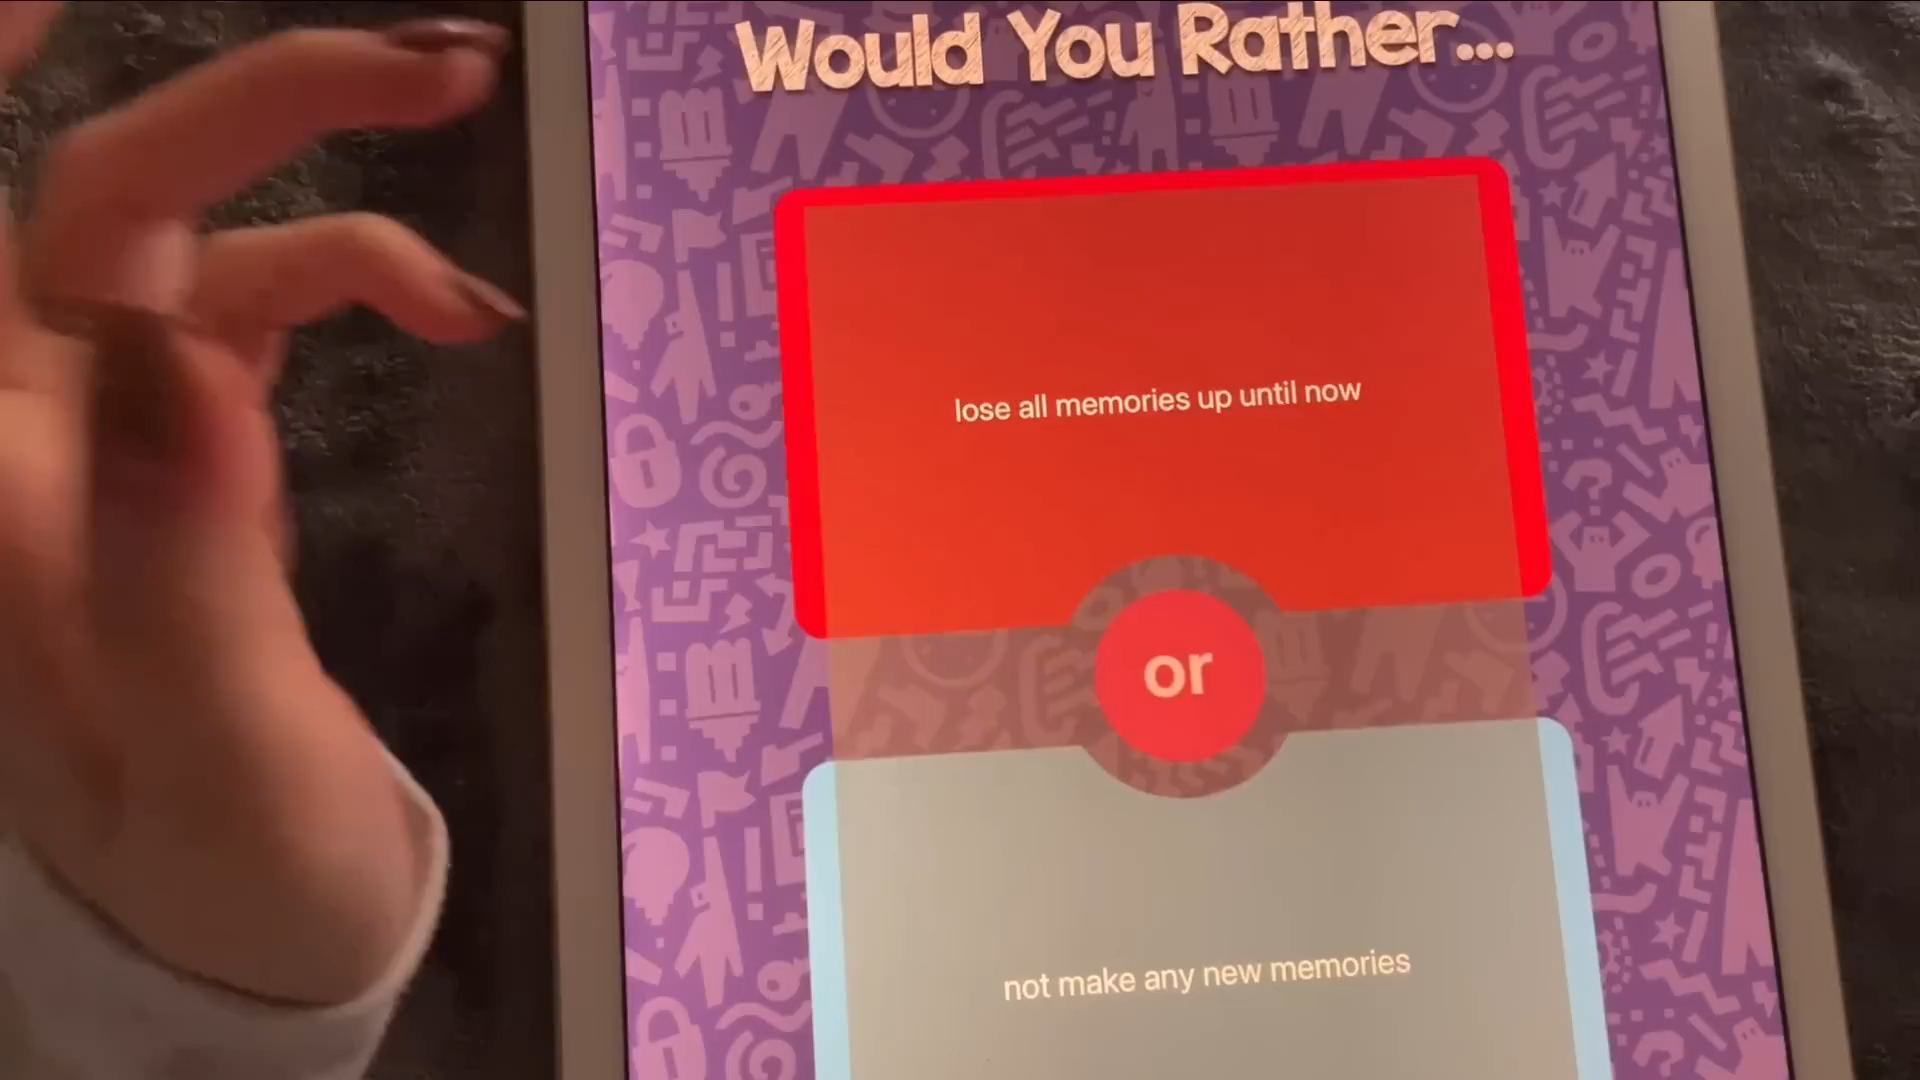 Would You Rather...
lose all memories up until now
or
not make any new memories